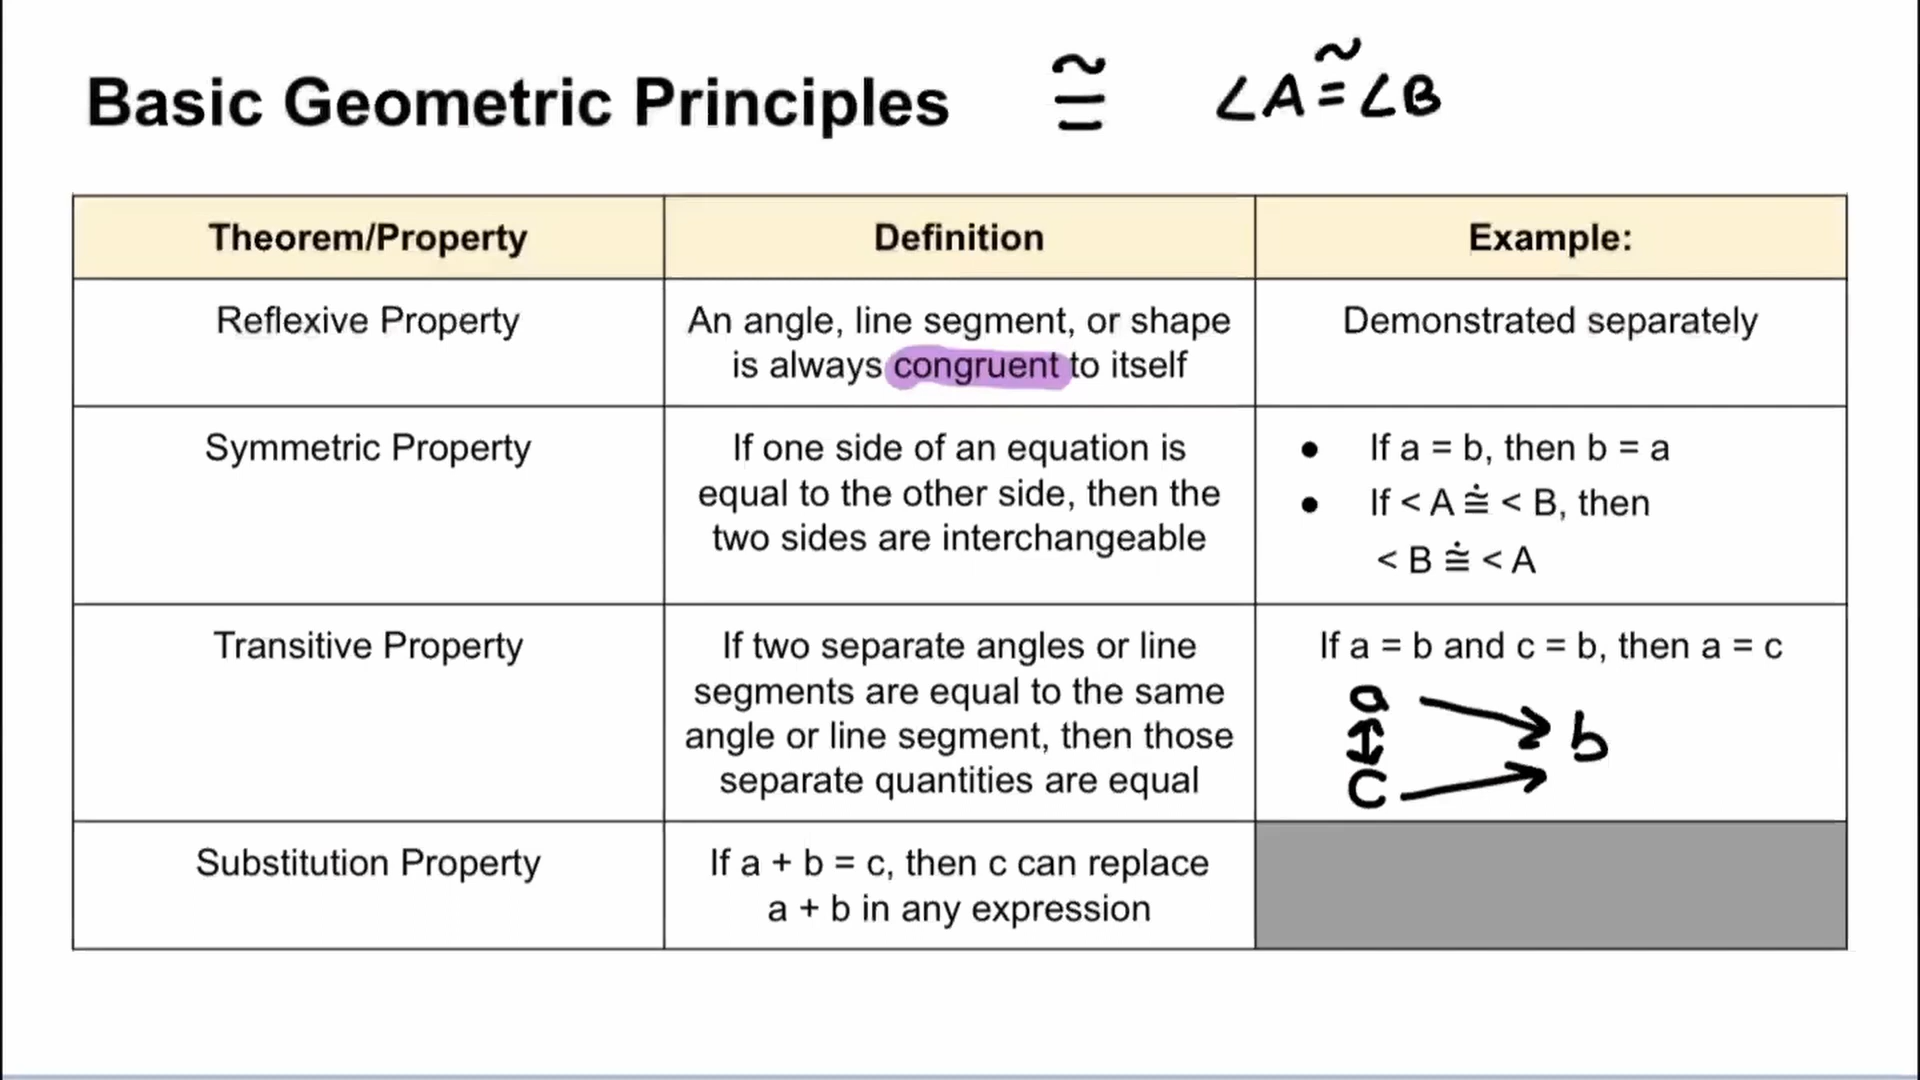 Basic Geometric Principles ≅ ∠A ≅ ∠B
Theorem/Property
Definition
Example:
Reflexive Property
An angle, line segment, or shape
is always congruent to itself
Demonstrated separately
Symmetric Property
If one side of an equation is
equal to the other side, then the
two sides are interchangeable
● If a = b, then b = a
● If < A ≅̇ < B, then
< B ≅̇ < A
Transitive Property
If two separate angles or line
segments are equal to the same
angle or line segment, then those
separate quantities are equal
If a = b and c = b, then a = c
a
b
c
Substitution Property
If a + b = c, then c can replace
a + b in any expression